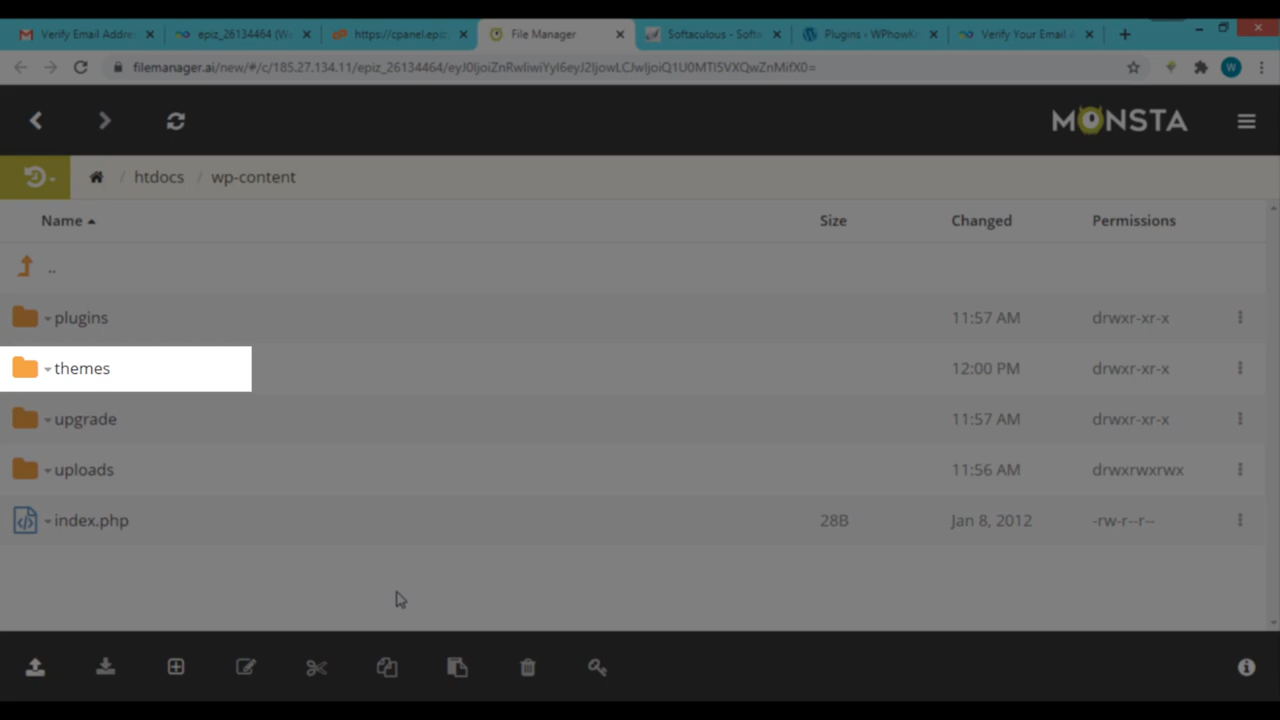 Verify Email Addre
epiz_26134464 (W
https://cpanel.epiz
File Manager
Softaculous - Softa
Plugins ‹ WPhowK
Verify Your Email A
filemanager.ai/new/#/c/185.27.134.11/epiz_26134464/
W
MONSTA
htdocs / wp-content
Name Size Changed Permissions
..
plugins 11:57 AM drwxr-xr-x
themes 12:00 PM drwxr-xr-x
upgrade 11:57 AM drwxr-xr-x
uploads 11:56 AM drwxrwxrwx
index.php 28B Jan 8, 2012 -rw-r--r--